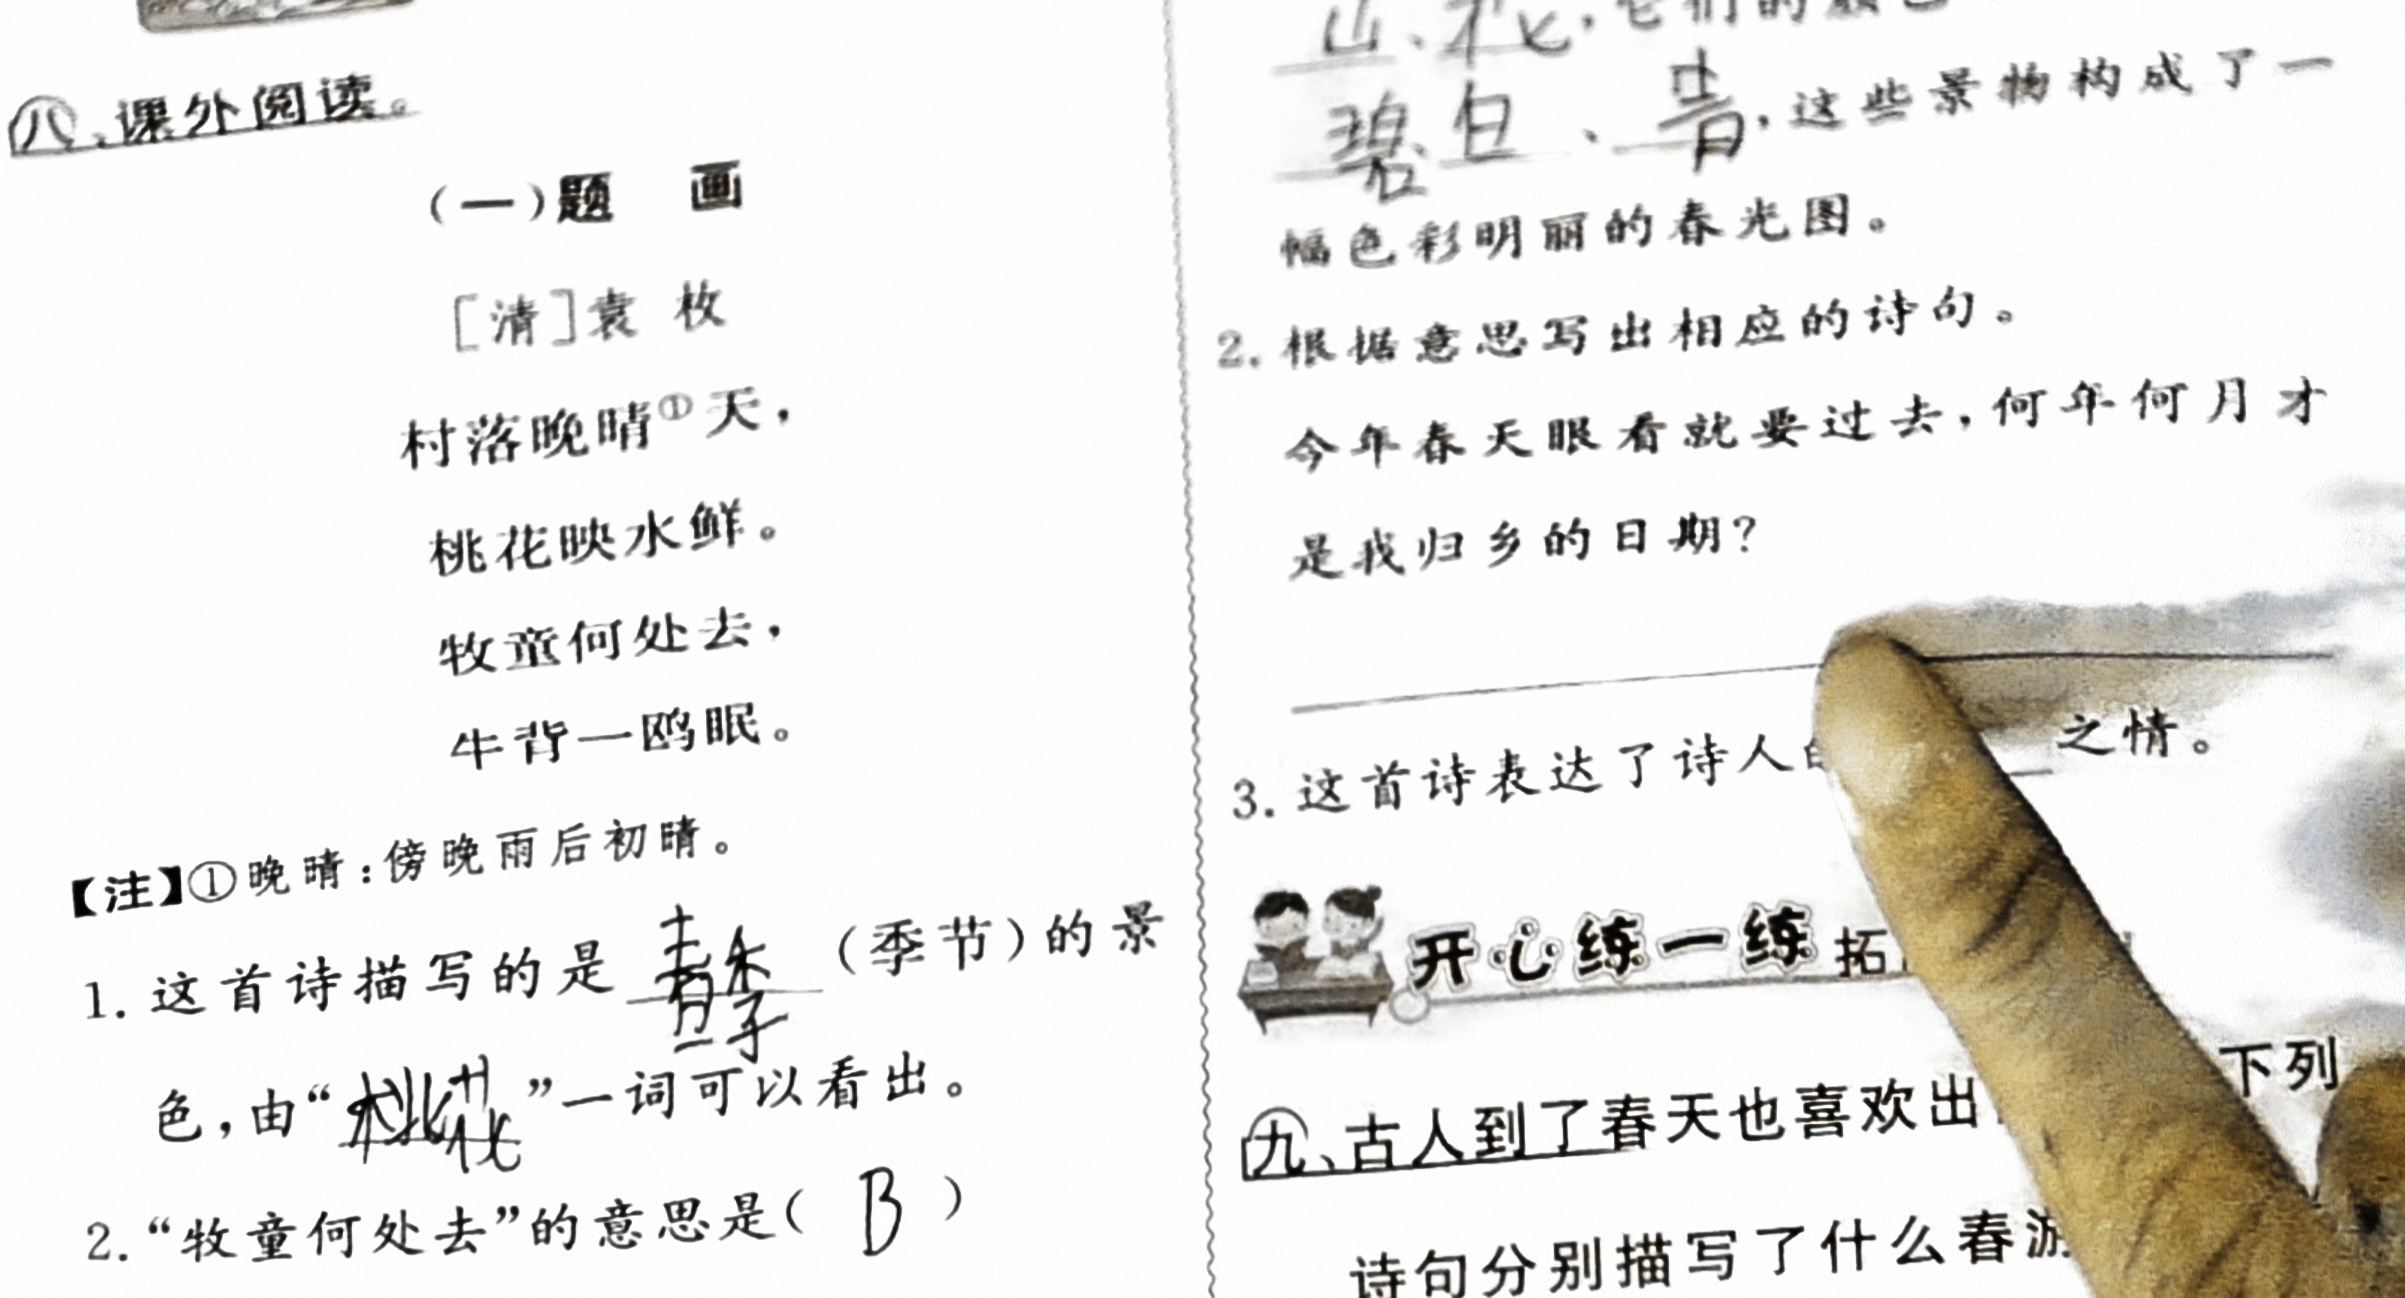 八、课外阅读。
(一)题 画
[清]袁 枚
村落晚晴①天，
桃花映水鲜。
牧童何处去，
牛背一鸥眠。
【注】①晚晴：傍晚雨后初晴。
1. 这首诗描写的是 春季 (季节)的景
色，由“桃花”一词可以看出。
2. “牧童何处去”的意思是( B )
山、花，它们的颜色
碧、白、青，这些景物构成了一
幅色彩明丽的春光图。
2. 根据意思写出相应的诗句。
今年春天眼看就要过去，何年何月才
是我归乡的日期？
3. 这首诗表达了诗人 之情。
开心练一练 拓
九、古人到了春天也喜欢出 下列
诗句分别描写了什么春游